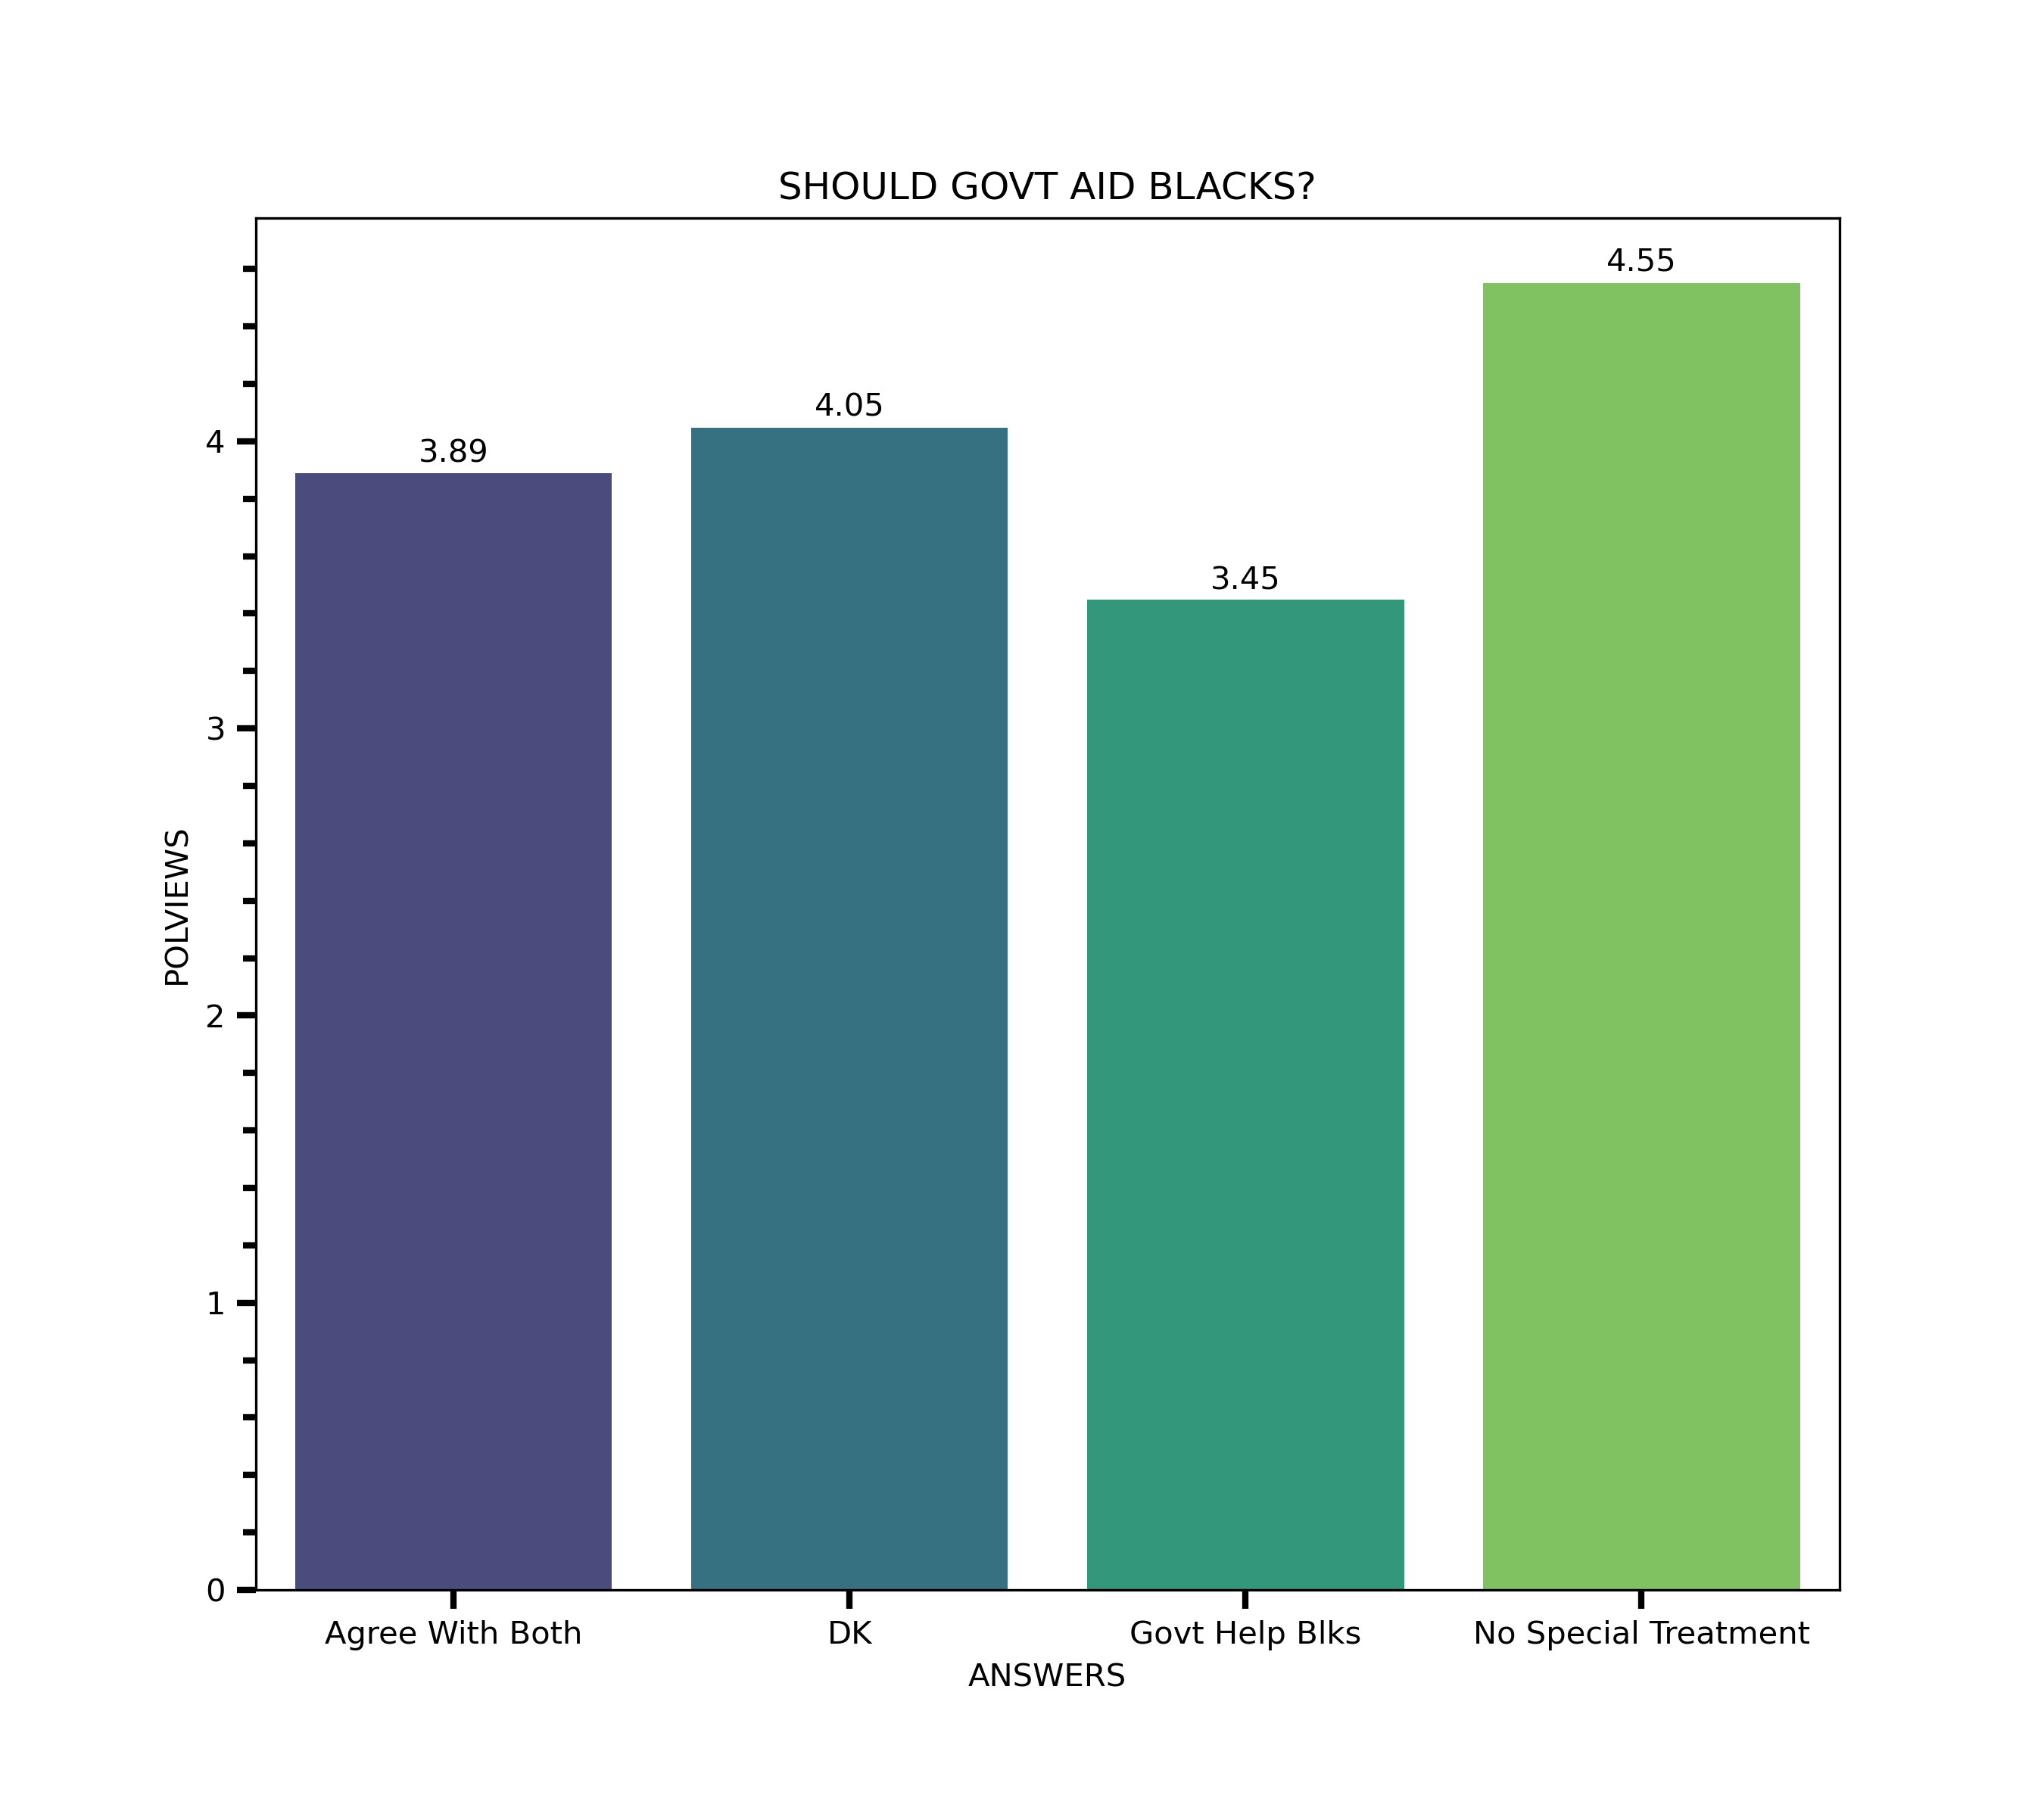 SHOULD GOVT AID BLACKS?
4.55
4.05
3.89
3.45
4
3
2
1
0
POLVIEWS
Agree With Both DK Govt Help Blks No Special Treatment
ANSWERS